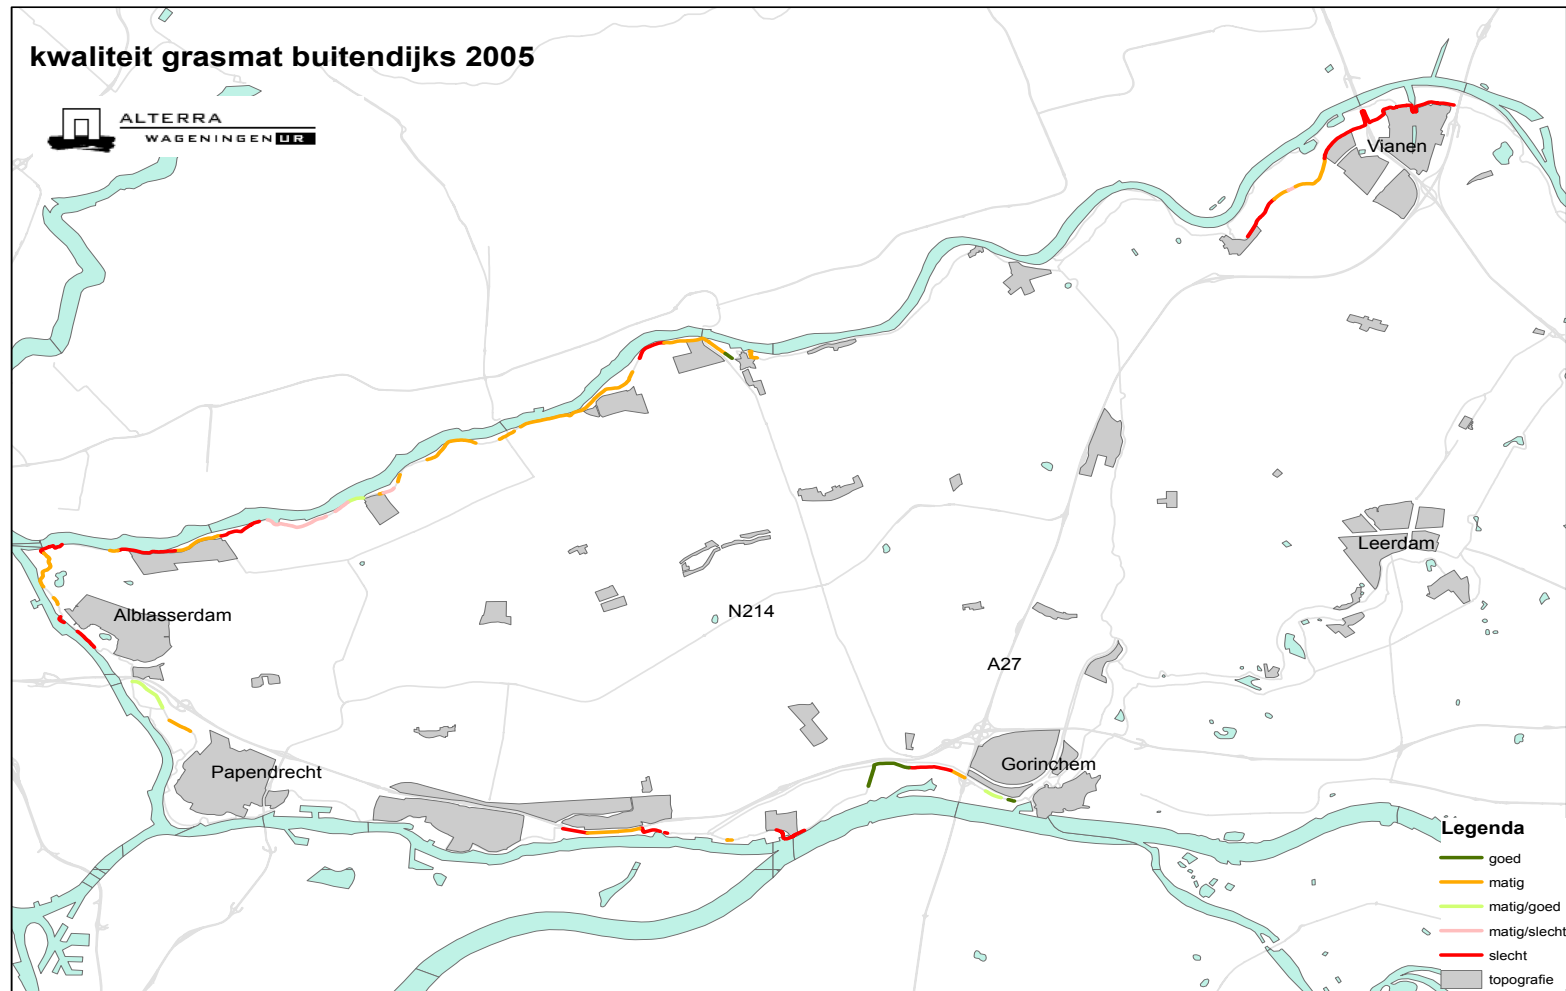 kwaliteit grasmat buitendijks 2005
ALTERRA
WAGENINGEN UR
Vianen
Leerdam
Alblasserdam
N214
A27
Papendrecht
Gorinchem
Legenda
goed
matig
matig/goed
matig/slecht
slecht
topografie